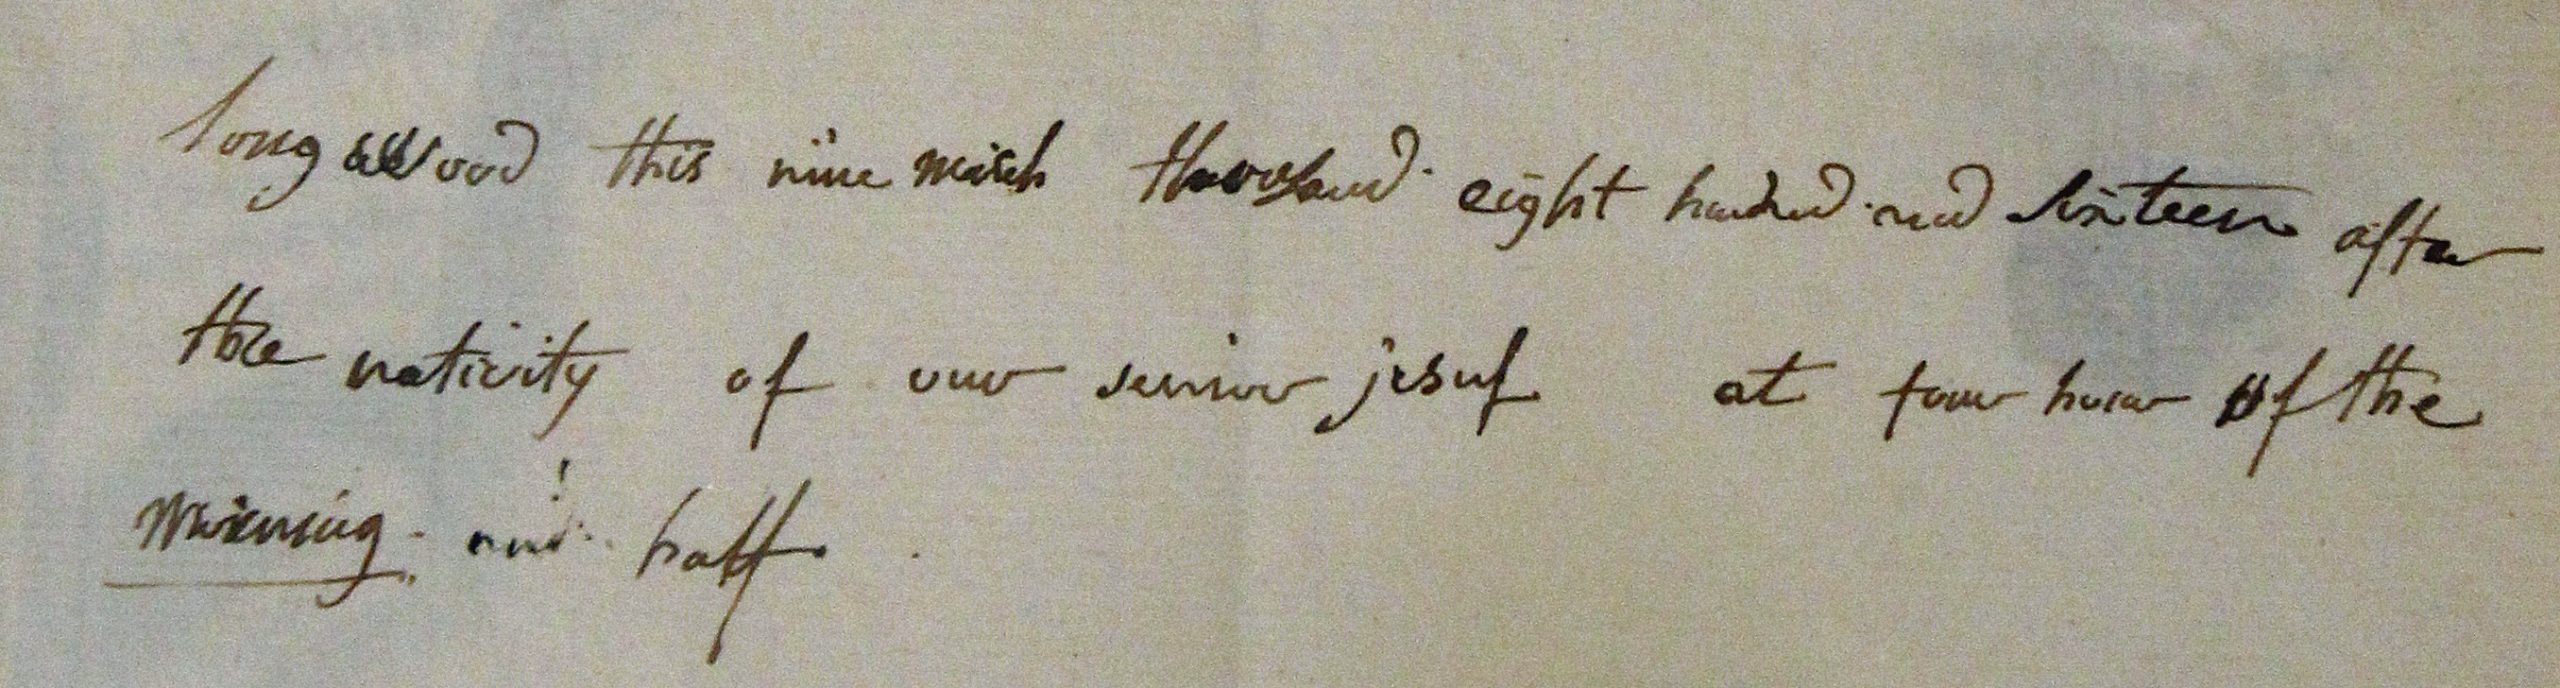 longwood this nine march thousand eight hundred and sixteen after
the nativity of our senior jesus at four hour of the
morning and half